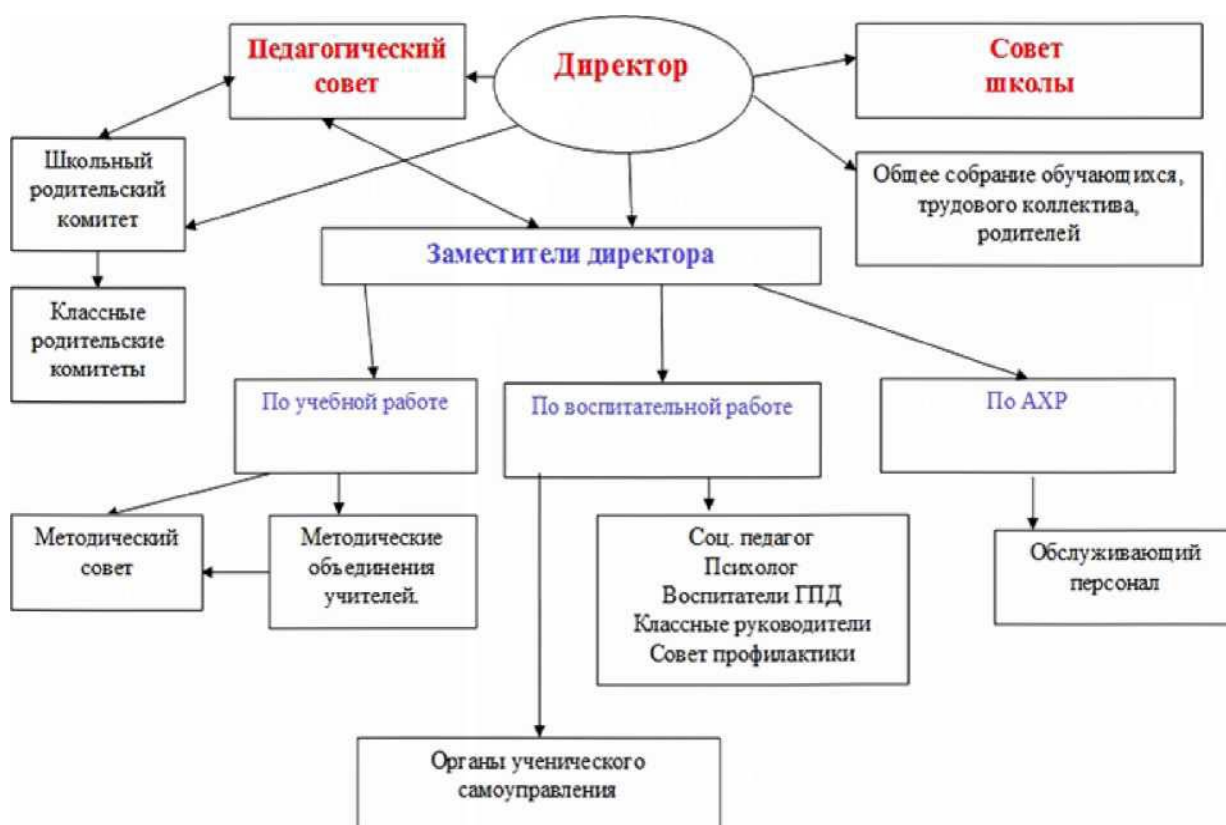 Педагогический
совет
Директор
Совет
школы
Школьный
родительский
комитет
Общее собрание обучающихся,
трудового коллектива,
родителей
Заместители директора
Классные
родительские
комитеты
По учебной работе
По воспитательной работе
По АХР
Методический
совет
Методические
объединения
учителей.
Соц. педагог
Психолог
Воспитатели ГПД
Классные руководители
Совет профилактики
Обслуживающий
персонал
Органы ученического
самоуправления